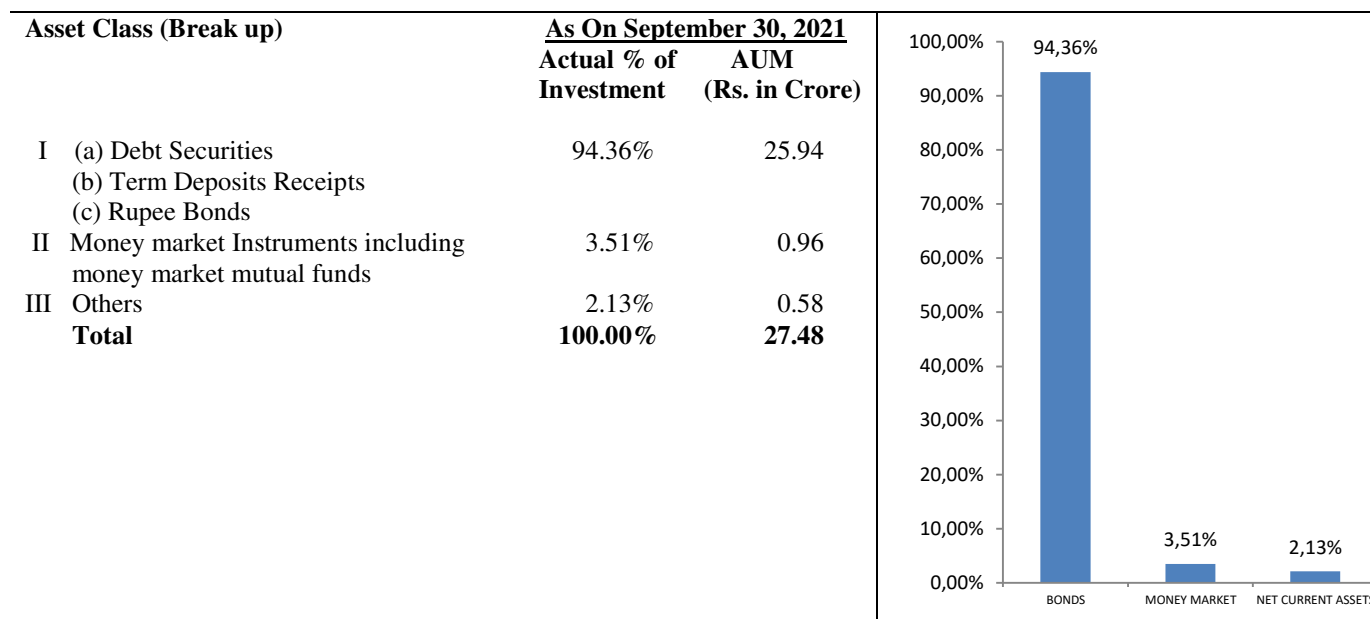 Asset Class (Break up) As On September 30, 2021
Actual % of AUM
Investment (Rs. in Crore)
I (a) Debt Securities 94.36% 25.94
(b) Term Deposits Receipts
(c) Rupee Bonds
II Money market Instruments including 3.51% 0.96
money market mutual funds
III Others 2.13% 0.58
Total 100.00% 27.48
100,00%
90,00%
80,00%
70,00%
60,00%
50,00%
40,00%
30,00%
20,00%
10,00%
0,00%
94,36%
3,51%
2,13%
BONDS MONEY MARKET NET CURRENT ASSETS